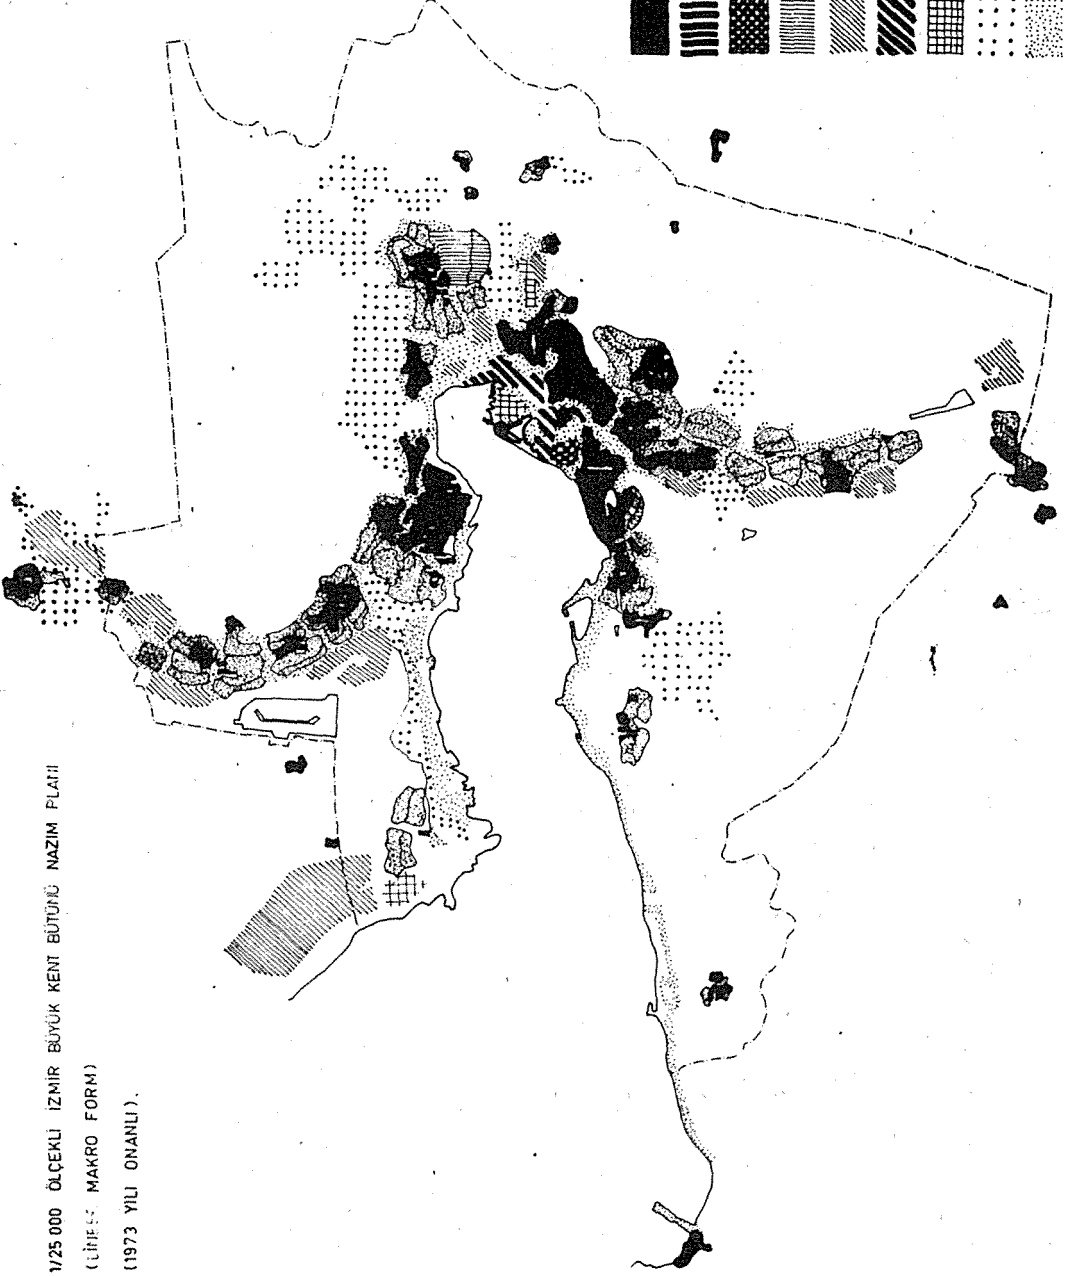 1/25 000 ÖLÇEKLİ İZMİR BÜYÜK KENT BÜTÜNÜ NAZIM PLANI
MAKRO FORM)
(1973 YILI ONANLI).